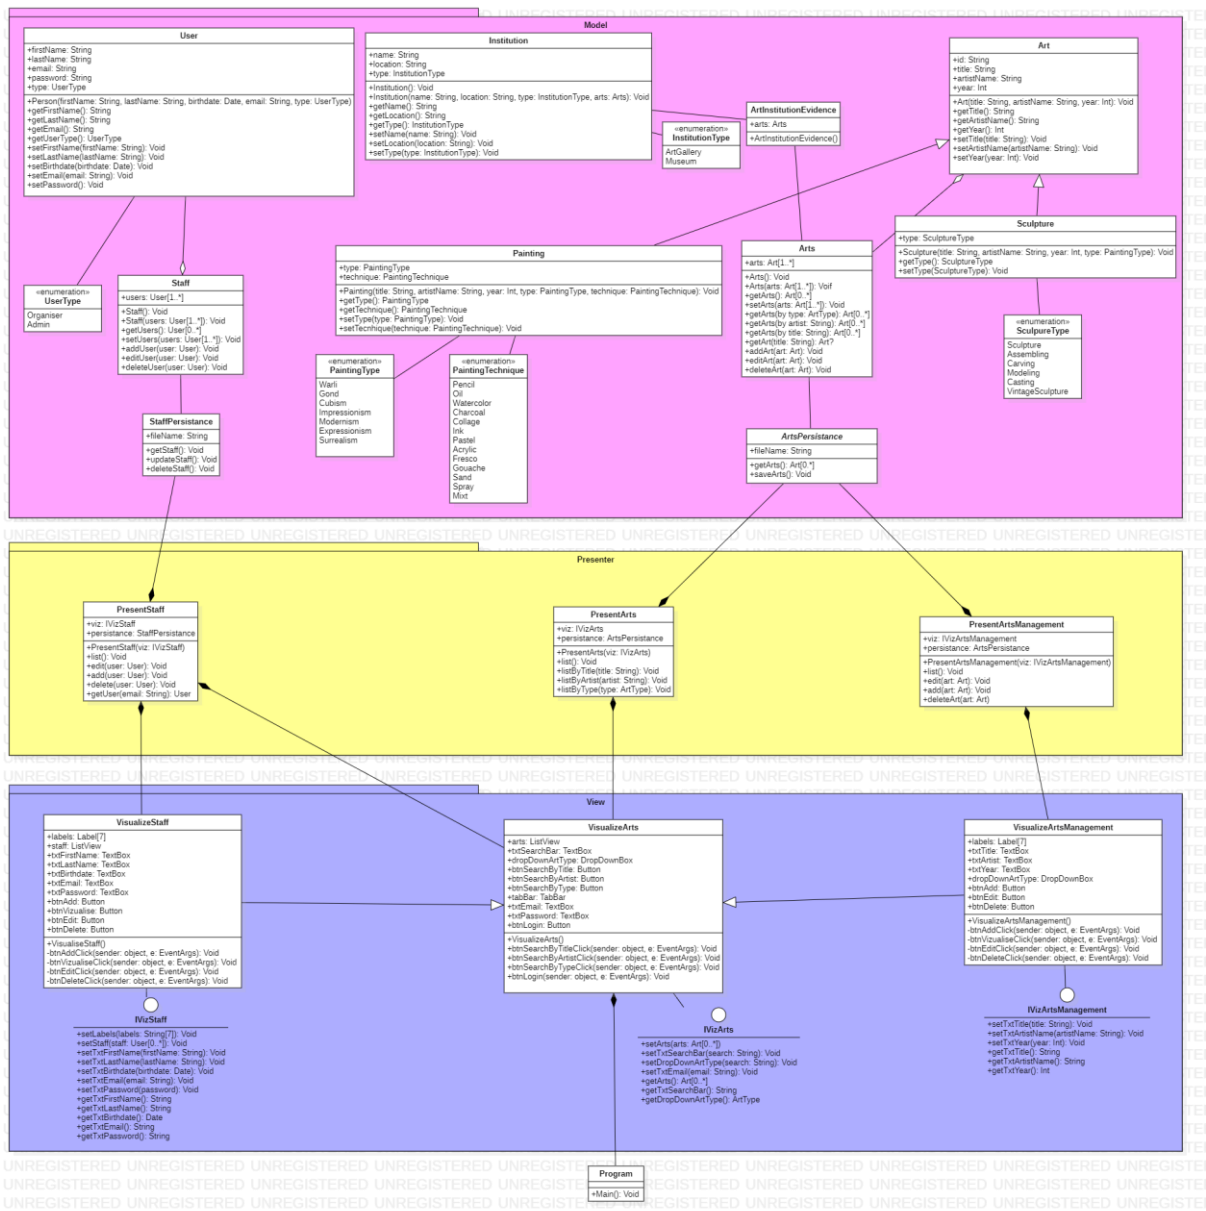 Model
User
+firstName: String
+lastName: String
+email: String
+password: String
+type: UserType
+Person(firstName: String, lastName: String, birthdate: Date, email: String, type: UserType)
+getFirstName(): String
+getLastName(): String
+getEmail(): String
+getUserType(): UserType
+setFirstName(firstName: String): Void
+setLastName(lastName: String): Void
+setBirthdate(birthdate: Date): Void
+setEmail(email: String): Void
+setPassword(): Void
Institution
+name: String
+location: String
+type: InstitutionType
+Institution(): Void
+Institution(name: String, location: String, type: InstitutionType, arts: Arts): Void
+getName(): String
+getLocation(): String
+getType(): InstitutionType
+setName(name: String): Void
+setLocation(location: String): Void
+setType(type: InstitutionType): Void
«enumeration»
InstitutionType
ArtGallery
Museum
ArtInstitutionEvidence
+arts: Arts
+ArtInstitutionEvidence()
Art
+id: String
+title: String
+artistName: String
+year: Int
+Art(title: String, artistName: String, year: Int): Void
+getTitle(): String
+getArtistName(): String
+getYear(): Int
+setTitle(title: String): Void
+setArtistName(artistName: String): Void
+setYear(year: Int): Void
Sculpture
+type: SculptureType
+Sculpture(title: String, artistName: String, year: Int, type: PaintingType): Void
+getType(): SculptureType
+setType(SculptureType): Void
«enumeration»
SculpureType
Sculpture
Assembling
Carving
Modeling
Casting
VintageSculpture
Painting
+type: PaintingType
+technique: PaintingTechnique
+Painting(title: String, artistName: String, year: Int, type: PaintingType, technique: PaintingTechnique): Void
+getType(): PaintingType
+getTechnique(): PaintingTechnique
+setType(type: PaintingType): Void
+setTecnhique(technique: PaintingTechnique): Void
Arts
+arts: Art[1..*]
+Arts(): Void
+Arts(arts: Art[1..*]): Voif
+getArts(): Art[0..*]
+setArts(arts: Art[1..*]): Void
+getArts(by type: ArtType): Art[0..*]
+getArts(by artist: String): Art[0..*]
+getArts(by title: String): Art[0..*]
+getArt(title: String): Art?
+addArt(art: Art): Void
+editArt(art: Art): Void
+deleteArt(art: Art): Void
«enumeration»
UserType
Organiser
Admin
Staff
+users: User[1..*]
+Staff(): Void
+Staff(users: User[1..*]): Void
+getUsers(): User[0..*]
+setUsers(users: User[1..*]): Void
+addUser(user: User): Void
+editUser(user: User): Void
+deleteUser(user: User): Void
«enumeration»
PaintingType
Warli
Gond
Cubism
Impressionism
Modernism
Expressionism
Surrealism
«enumeration»
PaintingTechnique
Pencil
Oil
Watercolor
Charcoal
Collage
Ink
Pastel
Acrylic
Fresco
Gouache
Sand
Spray
Mixt
StaffPersistance
+fileName: String
+getStaff(): Void
+updateStaff(): Void
+deleteStaff(): Void
ArtsPersistance
+fileName: String
+getArts(): Art[0.*]
+saveArts(): Void
Presenter
PresentStaff
+viz: IVizStaff
+persistance: StaffPersistance
+PresentStaff(viz: IVizStaff)
+list(): Void
+edit(user: User): Void
+add(user: User): Void
+delete(user: User): Void
+getUser(email: String): User
PresentArts
+viz: IVizArts
+persistance: ArtsPersistance
+PresentArts(viz: IVizArts)
+list(): Void
+listByTitle(title: String): Void
+listByArtist(artist: String): Void
+listByType(type: ArtType): Void
PresentArtsManagement
+viz: IVizArtsManagement
+persistance: ArtsPersistance
+PresentArtsManagement(viz: IVizArtsManagement)
+list(): Void
+edit(art: Art): Void
+add(art: Art): Void
+deleteArt(art: Art)
View
VisualizeStaff
+labels: Label[7]
+staff: ListView
+txtFirstName: TextBox
+txtLastName: TextBox
+txtBirthdate: TextBox
+txtEmail: TextBox
+txtPassword: TextBox
+btnAdd: Button
+btnVizualise: Button
+btnEdit: Button
+btnDelete: Button
+VisualiseStaff()
-btnAddClick(sender: object, e: EventArgs): Void
-btnVizualiseClick(sender: object, e: EventArgs): Void
-btnEditClick(sender: object, e: EventArgs): Void
-btnDeleteClick(sender: object, e: EventArgs): Void
IVizStaff
+setLabels(labels: String[7]): Void
+setStaff(staff: User[0..*]): Void
+setTxtFirstName(firstName: String): Void
+setTxtLastName(lastName: String): Void
+setTxtBirthdate(birthdate: Date): Void
+setTxtEmail(email: String): Void
+setTxtPassword(password): Void
+getTxtFirstName(): String
+getTxtLastName(): String
+getTxtBirthdate(): Date
+getTxtEmail(): String
+getTxtPassword(): String
VisualizeArts
+arts: ListView
+txtSearchBar: TextBox
+dropDownArtType: DropDownBox
+btnSearchByTitle: Button
+btnSearchByArtist: Button
+btnSearchByType: Button
+tabBar: TabBar
+txtEmail: TextBox
+txtPassword: TextBox
+btnLogin: Button
+VisualizeArts()
+btnSearchByTitleClick(sender: object, e: EventArgs): Void
+btnSearchByArtistClick(sender: object, e: EventArgs): Void
+btnSearchByTypeClick(sender: object, e: EventArgs): Void
+btnLogin(sender: object, e: EventArgs): Void
IVizArts
+setArts(arts: Art[0..*])
+setTxtSearchBar(search: String): Void
+setDropDownArtType(search: String): Void
+setTxtEmail(email: String): Void
+getArts(): Art[0..*]
+getTxtSearchBar(): String
+getDropDownArtType(): ArtType
VisualizeArtsManagement
+labels: Label[7]
+txtTitle: TextBox
+txtArtist: TextBox
+txtYear: TextBox
+dropDownArtType: DropDownBox
+btnAdd: Button
+btnEdit: Button
+btnDelete: Button
+VisualizeArtsManagement()
-btnAddClick(sender: object, e: EventArgs): Void
-btnVizualiseClick(sender: object, e: EventArgs): Void
-btnEditClick(sender: object, e: EventArgs): Void
-btnDeleteClick(sender: object, e: EventArgs): Void
IVizArtsManagement
+setTxtTitle(title: String): Void
+setTxtArtistName(artistName: String): Void
+setTxtYear(year: Int): Void
+getTxtTitle(): String
+getTxtArtistName(): String
+getTxtYear(): Int
Program
+Main(): Void
UNREGISTERED UNREGISTERED UNREGISTERED UNREGISTERED UNREGISTERED UNREGISTERED UNREGISTERED UNREGISTERED UNREGISTERED